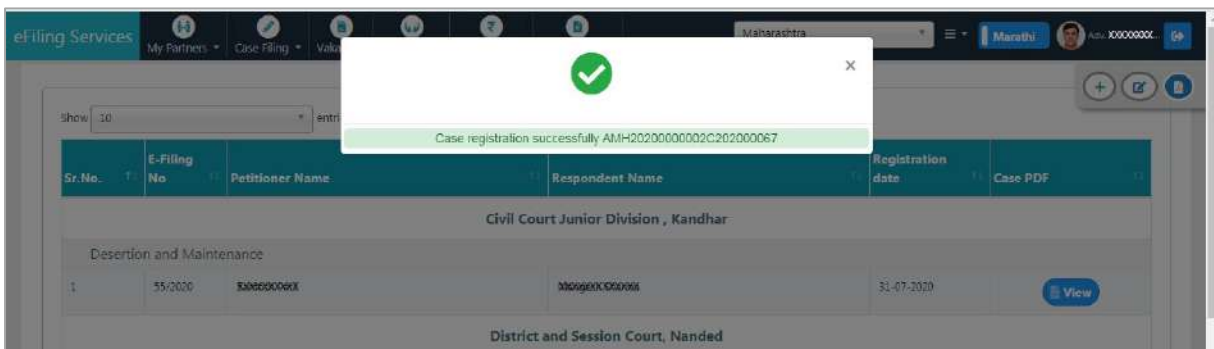 eFiling Services
My Partners
Case Filing
Maharashtra
Marathi
Adv. XXXXXXXX...
Case registration successfully AMH20200000002C202000067
Show 10 entri
Sr.No. E-Filing No Petitioner Name Respondent Name Registration date Case PDF
Civil Court Junior Division , Kandhar
Desertion and Maintenance
1 55/2020 31-07-2020 View
District and Session Court, Nanded